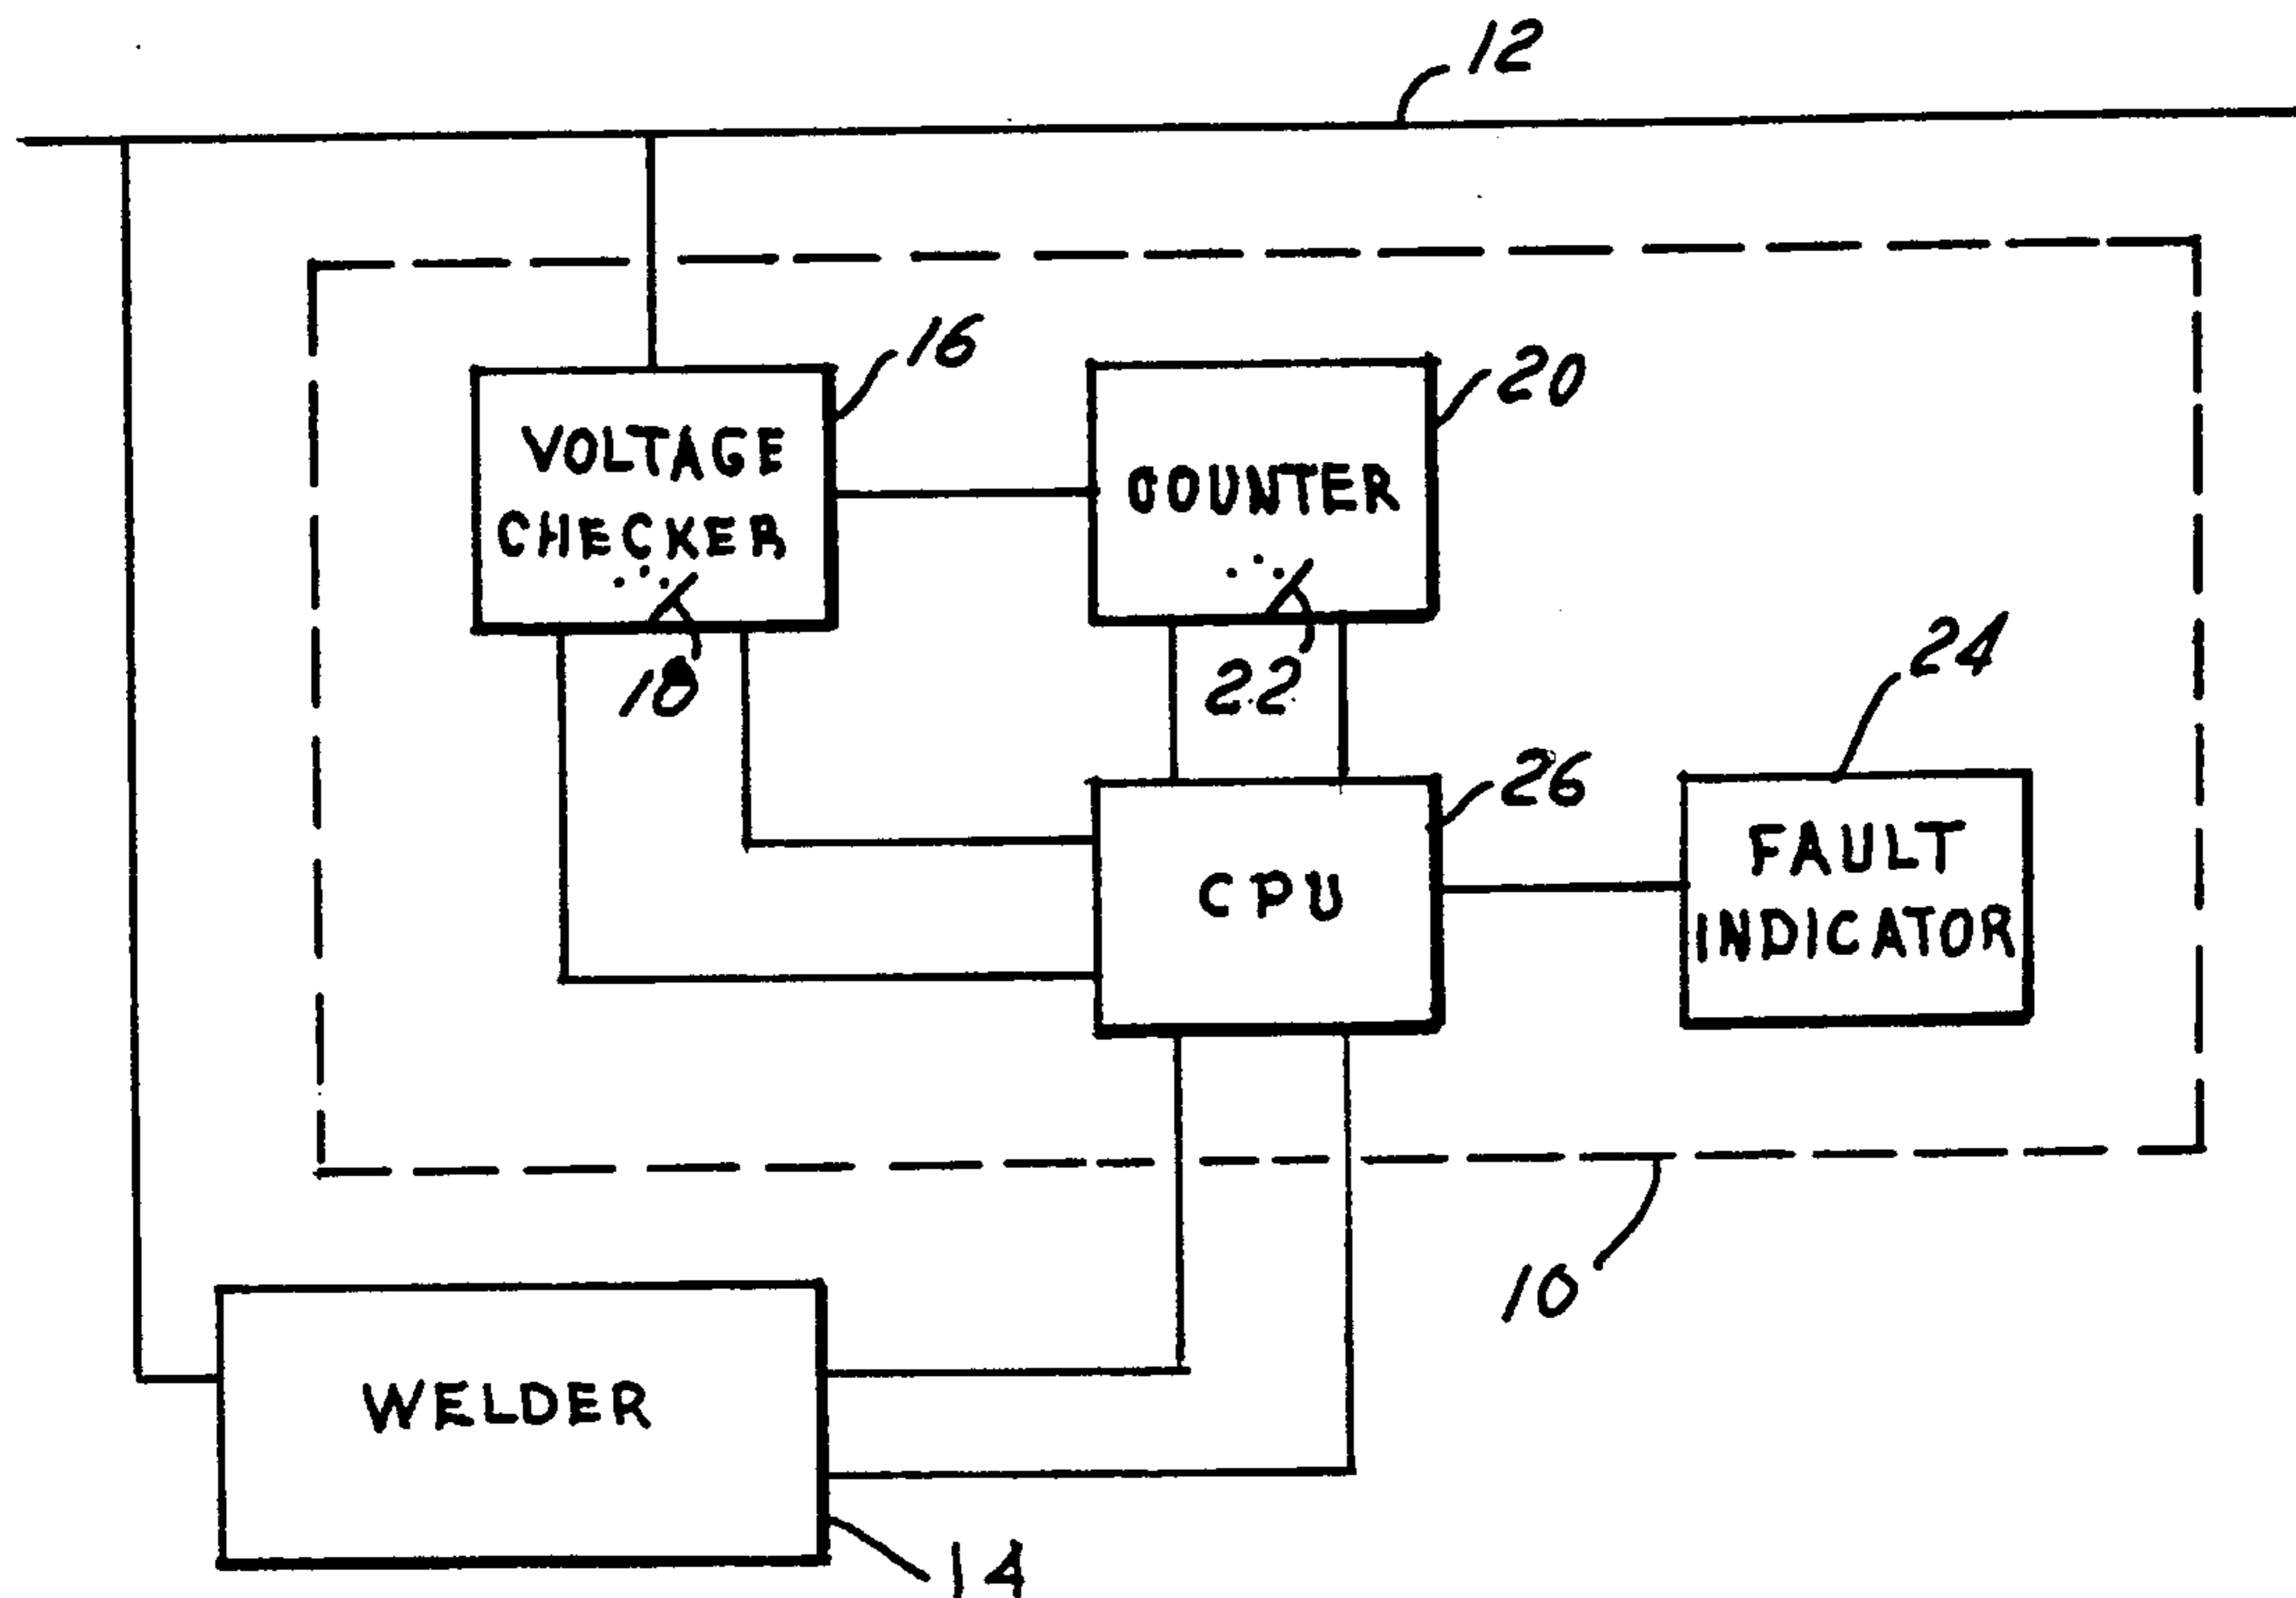 12
16
20
VOLTAGE
CHECKER
COUNTER
18
22
24
26
CPU
FAULT
INDICATOR
10
WELDER
14